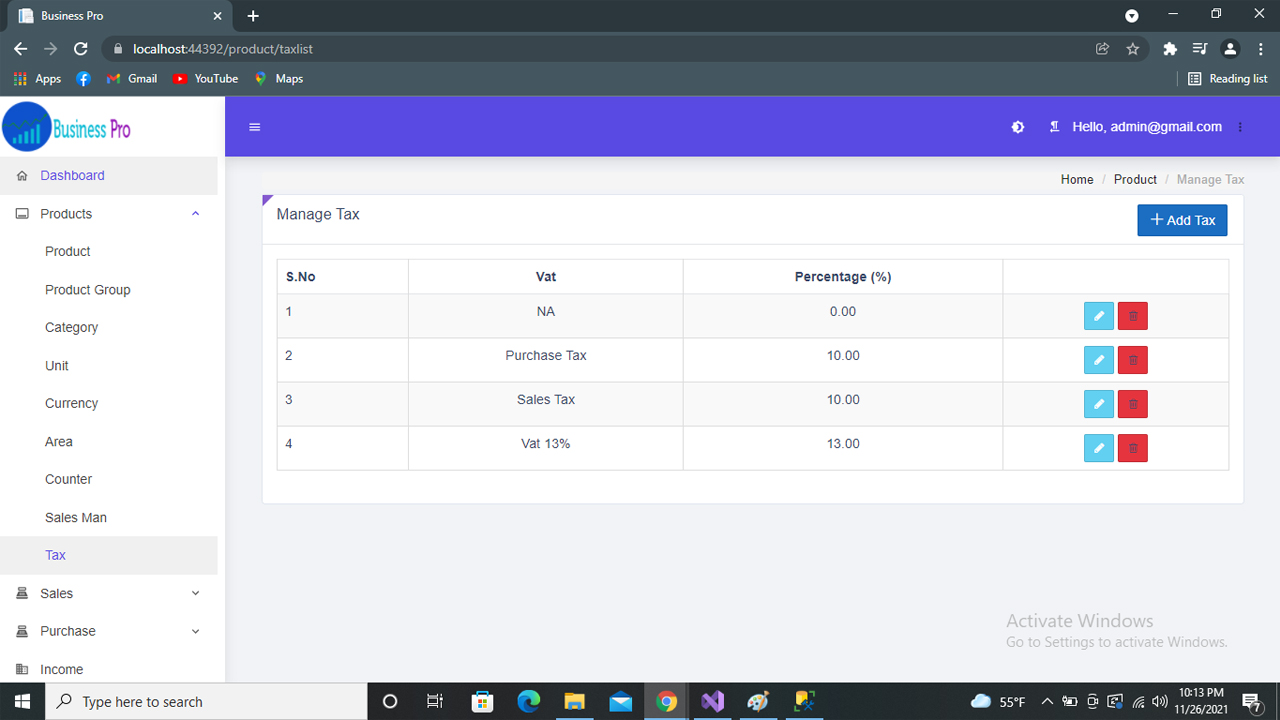 Business Pro
localhost:44392/product/taxlist
Apps Gmail YouTube Maps Reading list
Business Pro
Hello, admin@gmail.com
Dashboard
Products
Product
Product Group
Category
Unit
Currency
Area
Counter
Sales Man
Tax
Sales
Purchase
Income
Home / Product / Manage Tax
Manage Tax
Add Tax
S.No Vat Percentage (%)
1 NA 0.00
2 Purchase Tax 10.00
3 Sales Tax 10.00
4 Vat 13% 13.00
Activate Windows
Go to Settings to activate Windows.
Type here to search
55°F
10:13 PM
11/26/2021
7